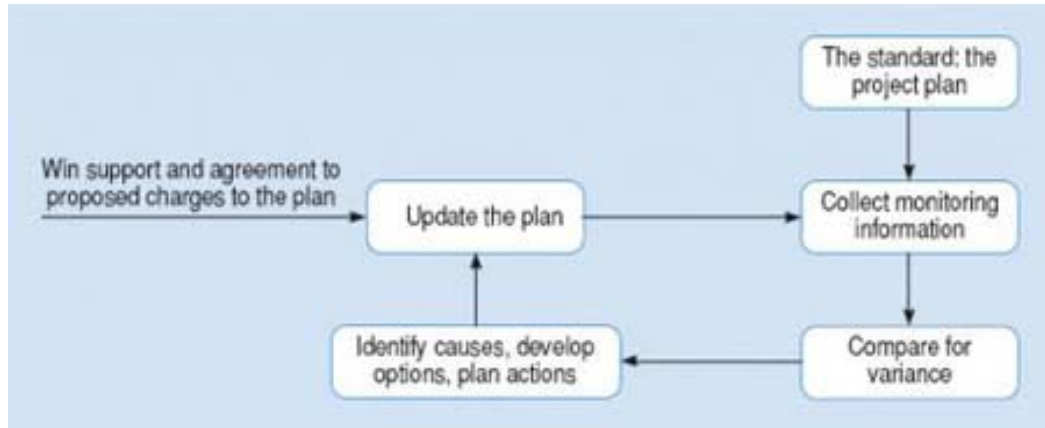 The standard: the
project plan
Win support and agreement to
proposed charges to the plan
Update the plan
Collect monitoring
information
Identify causes, develop
options, plan actions
Compare for
variance